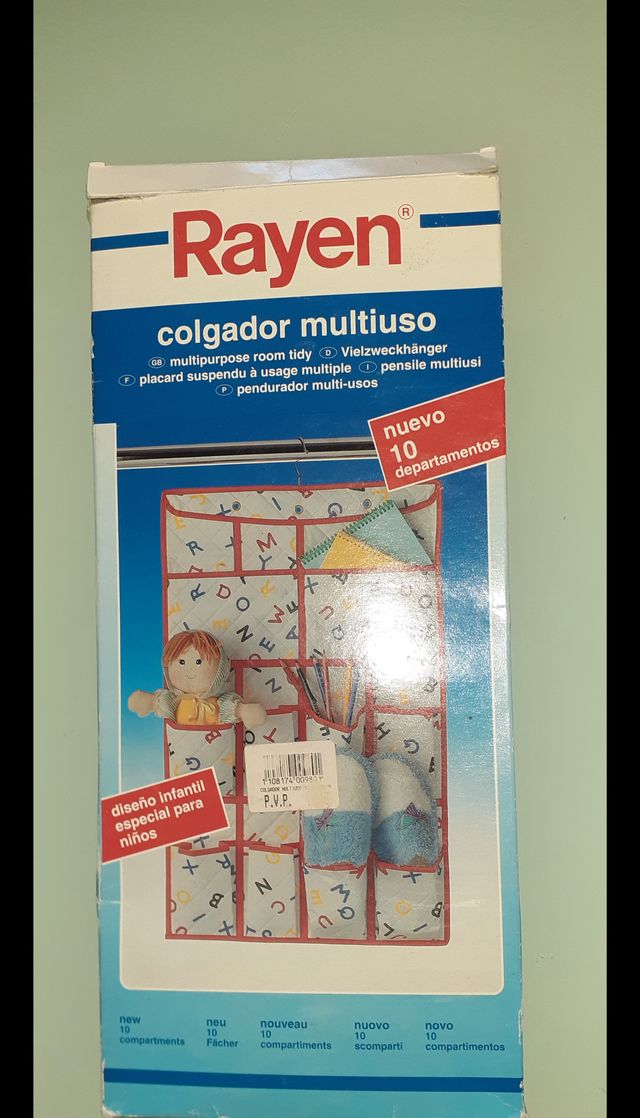 Rayen®
colgador multiuso
GB multipurpose room tidy D Vielzweckhänger
F placard suspendu à usage multiple I pensile multiusi
P pendurador multi-usos
nuevo
10
departamentos
diseño infantil
especial para
niños
P.V.P.
new
10
compartments
neu
10
Fächer
nouveau
10
compartiments
nuovo
10
scomparti
novo
10
compartimentos